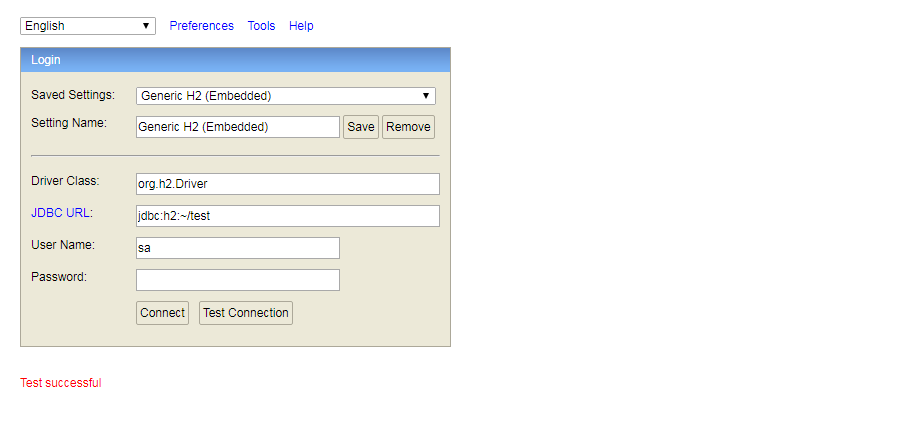 English Preferences Tools Help
Login
Saved Settings: Generic H2 (Embedded)
Setting Name: Generic H2 (Embedded) Save Remove
Driver Class: org.h2.Driver
JDBC URL: jdbc:h2:~/test
User Name: sa
Password:
Connect Test Connection
Test successful